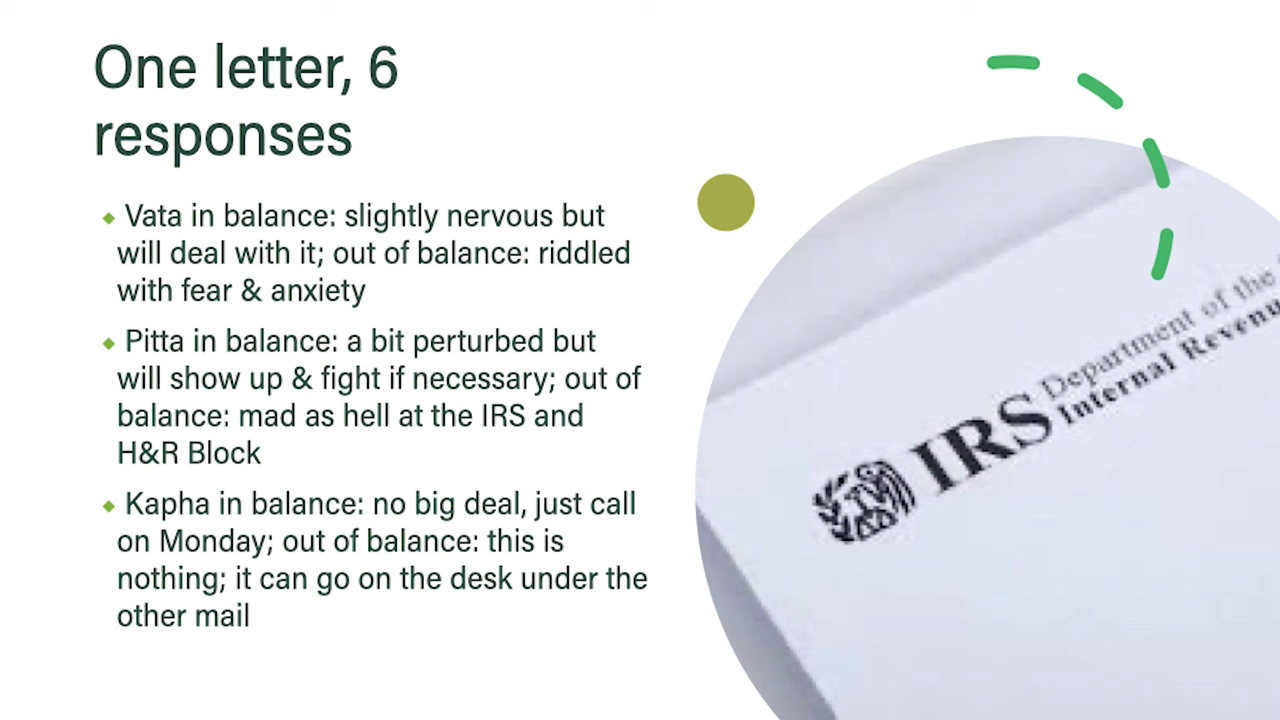 One letter, 6
responses
Vata in balance: slightly nervous but
will deal with it; out of balance: riddled
with fear & anxiety
Pitta in balance: a bit perturbed but
will show up & fight if necessary; out of
balance: mad as hell at the IRS and
H&R Block
Kapha in balance: no big deal, just call
on Monday; out of balance: this is
nothing; it can go on the desk under the
other mail
IRS
Department of the
Internal